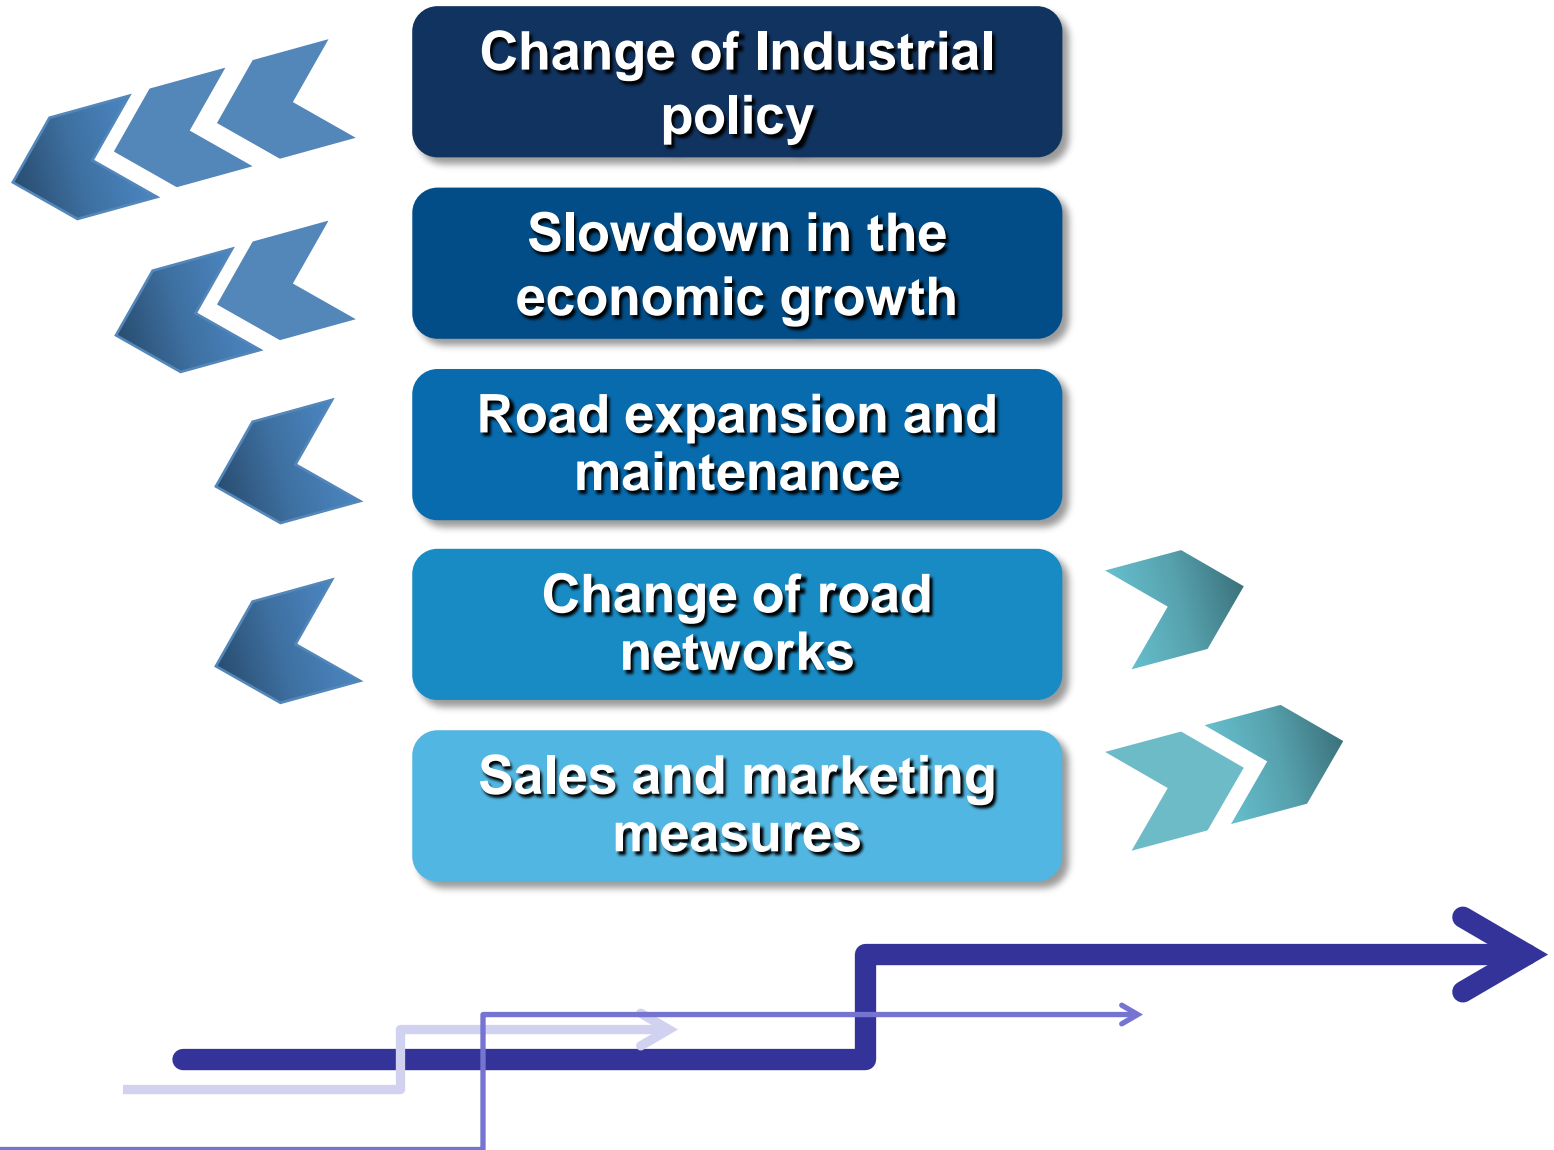 Change of Industrial
policy
Slowdown in the
economic growth
Road expansion and
maintenance
Change of road
networks
Sales and marketing
measures